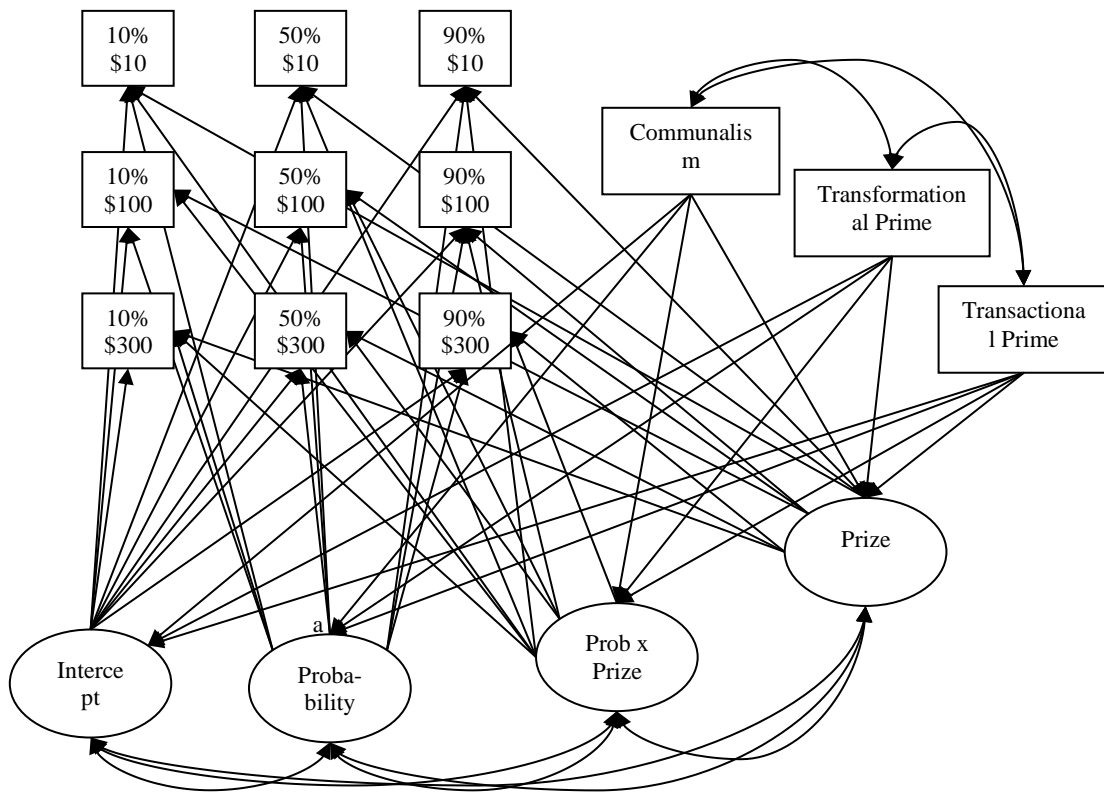 10%
$10
50%
$10
90%
$10
Communalis
m
10%
$100
50%
$100
90%
$100
Transformation
al Prime
10%
$300
50%
$300
90%
$300
Transactiona
l Prime
Prize
a
Prob x
Prize
Interce
pt
Proba-
bility